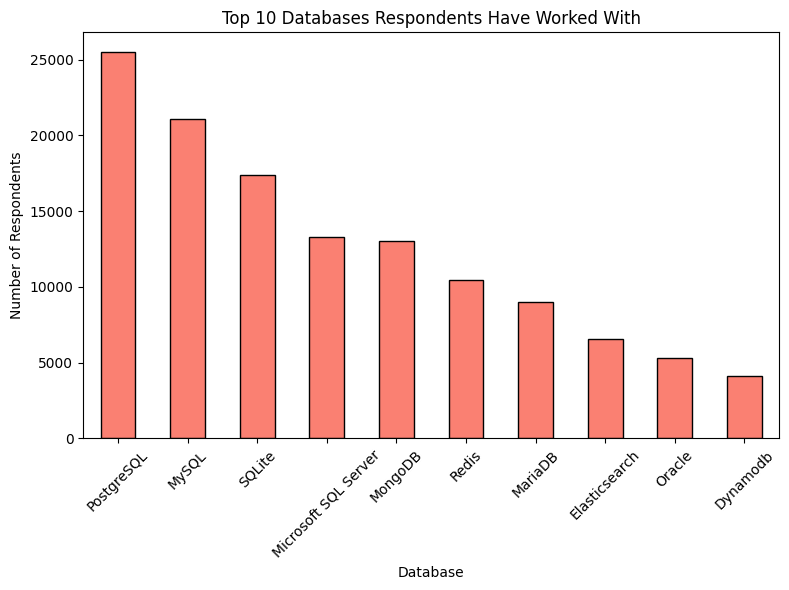 Top 10 Databases Respondents Have Worked With
Number of Respondents
25000
20000
15000
10000
5000
0
PostgreSQL
MySQL
SQLite
Microsoft SQL Server
MongoDB
Redis
MariaDB
Elasticsearch
Oracle
Dynamodb
Database